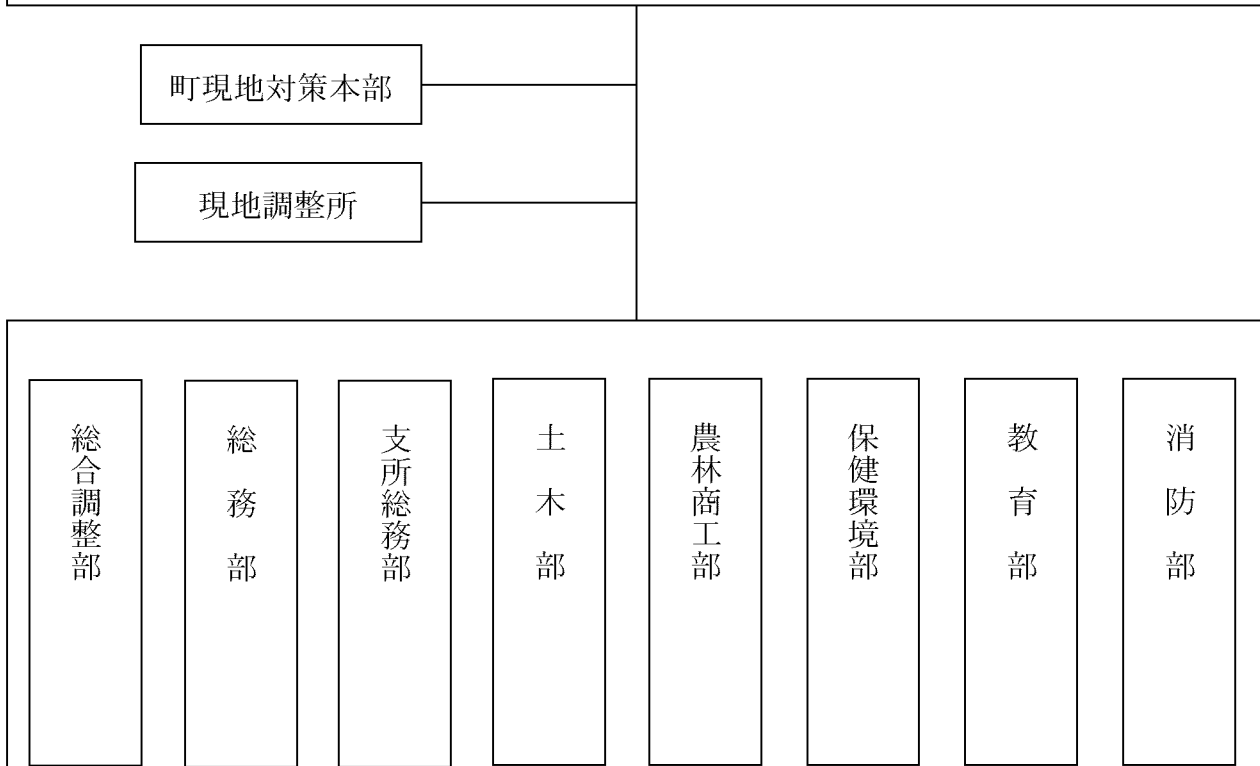 町現地対策本部
現地調整所
総合調整部
総務部
支所総務部
土木部
農林商工部
保健環境部
教育部
消防部